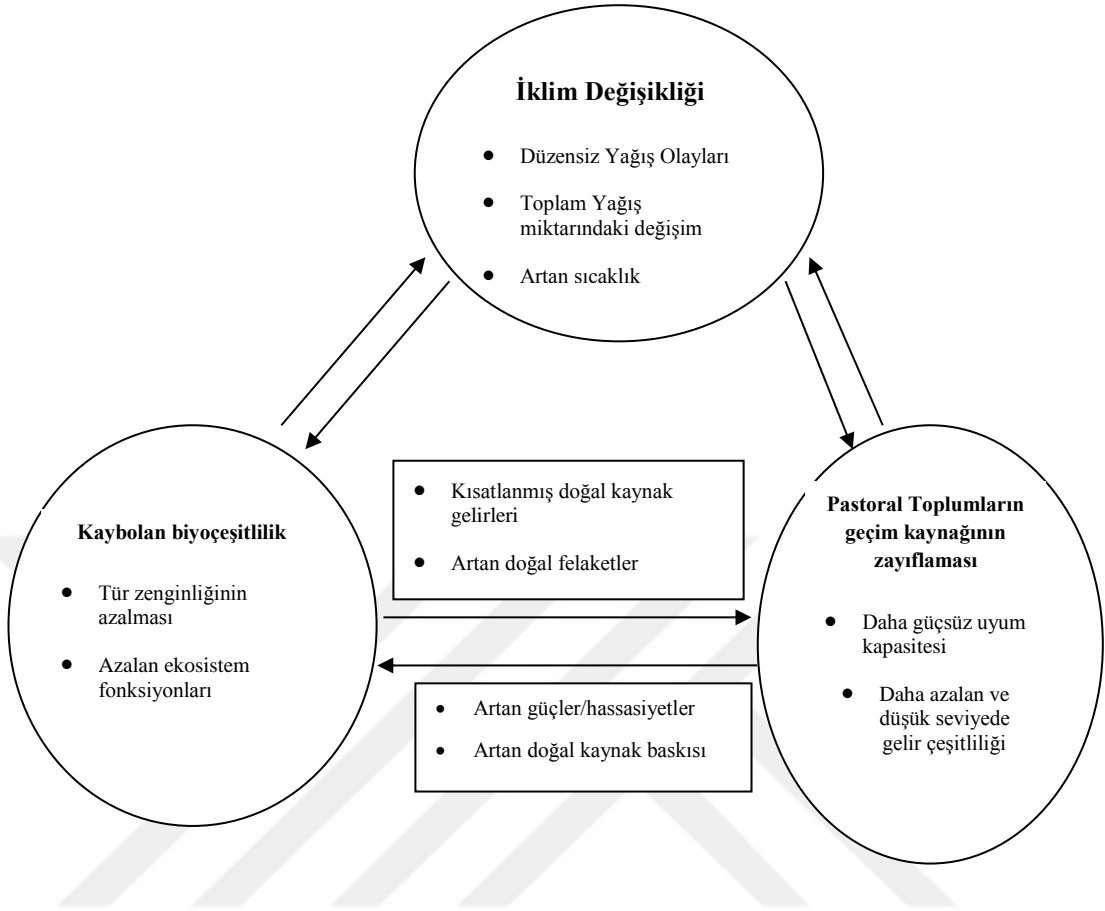 İklim Değişikliği
• Düzensiz Yağış Olayları
• Toplam Yağış
miktarındaki değişim
• Artan sıcaklık
Kaybolan biyoçeşitlilik
• Tür zenginliğinin
azalması
• Azalan ekosistem
fonksiyonları
• Kısatlanmış doğal kaynak
gelirleri
• Artan doğal felaketler
• Artan güçler/hassasiyetler
• Artan doğal kaynak baskısı
Pastoral Toplumların
geçim kaynağının
zayıflaması
• Daha güçsüz uyum
kapasitesi
• Daha azalan ve
düşük seviyede
gelir çeşitliliği